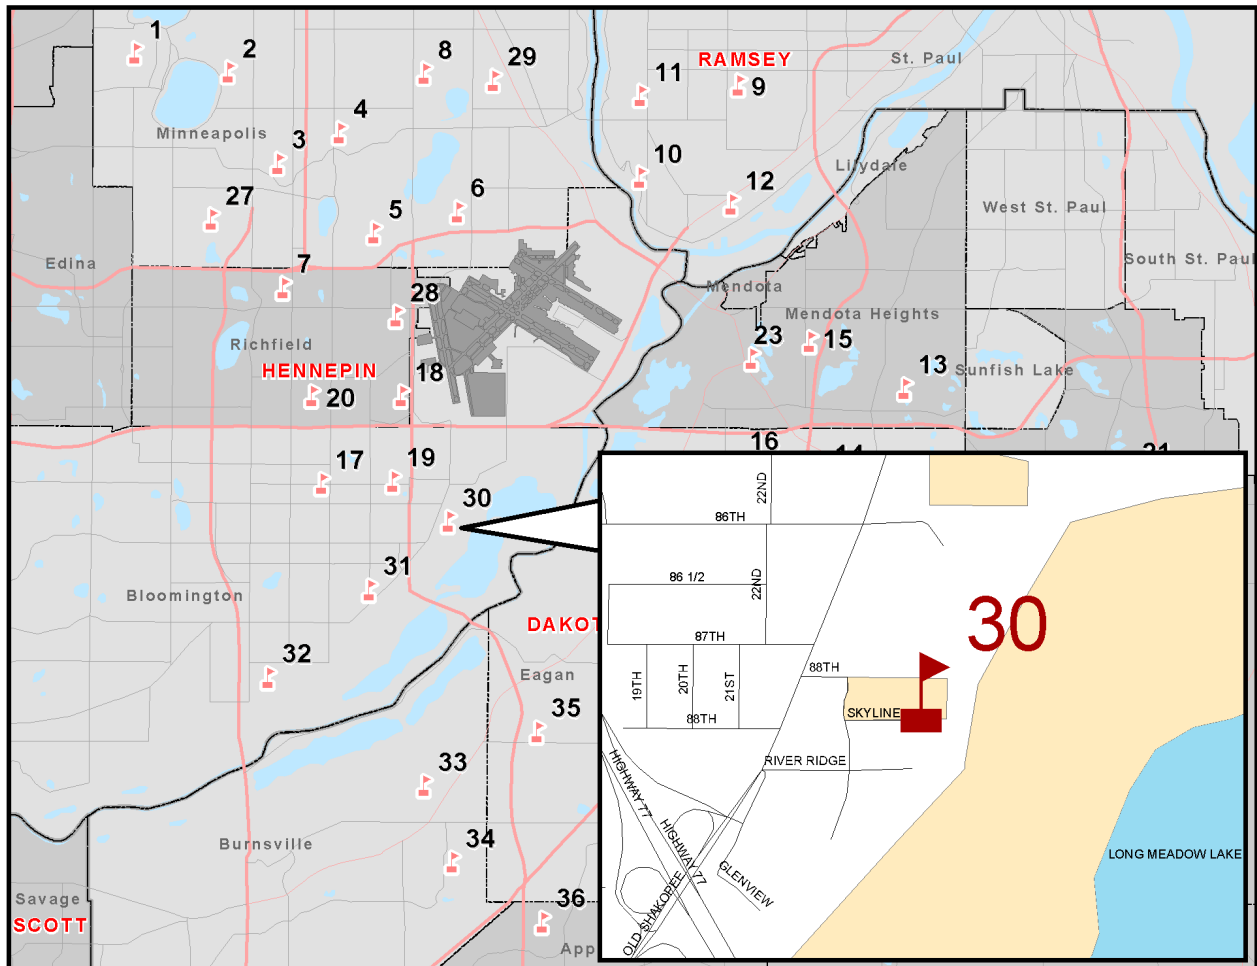 1
2
8
29
11
RAMSEY
9
St. Paul
Minneapolis
4
3
10
12
Lilydale
27
5
6
West St. Paul
Edina
7
South St. Paul
28
Mendota
Mendota Heights
Richfield
HENNEPIN
20
18
23
15
13
Sunfish Lake
16
17
19
30
31
Bloomington
DAKOT
32
Eagan
35
33
34
Burnsville
Savage
SCOTT
36
App
22ND
86TH
86 1/2
22ND
30
87TH
88TH
19TH
20TH
21ST
SKYLINE
88TH
RIVER RIDGE
HIGHWAY 77
HIGHWAY 77
GLENVIEW
OLD SHAKOPEE
LONG MEADOW LAKE